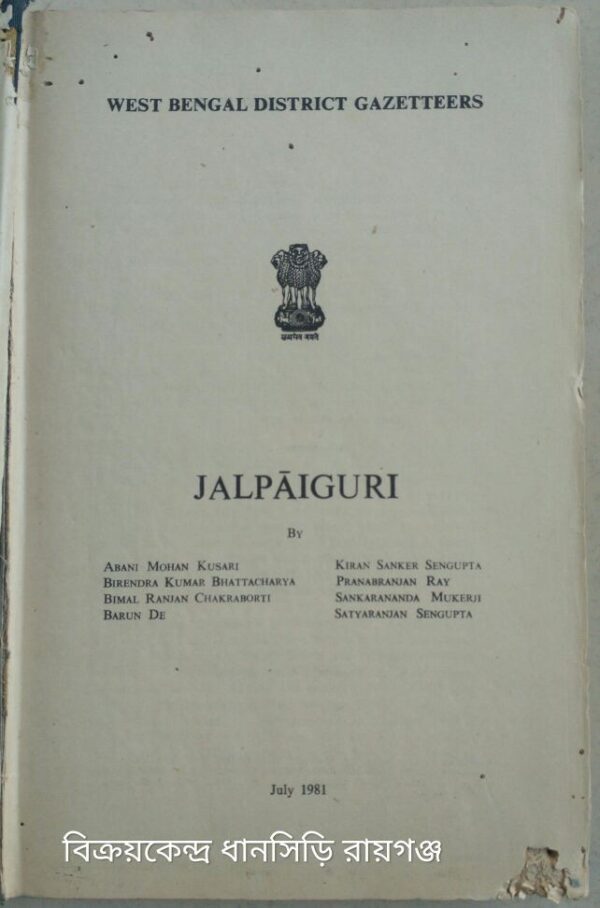 WEST BENGAL DISTRICT GAZETTEERS
सत्यमेव जयते
JALPĀIGURI
BY
ABANI MOHAN KUSARI
BIRENDRA KUMAR BHATTACHARYA
BIMAL RANJAN CHAKRABORTI
BARUN DE
KIRAN SANKER SENGUPTA
PRANABRANJAN RAY
SANKARANANDA MUKERJI
SATYARANJAN SENGUPTA
July 1981
বিক্রয়কেন্দ্র ধানসিড়ি রায়গঞ্জ